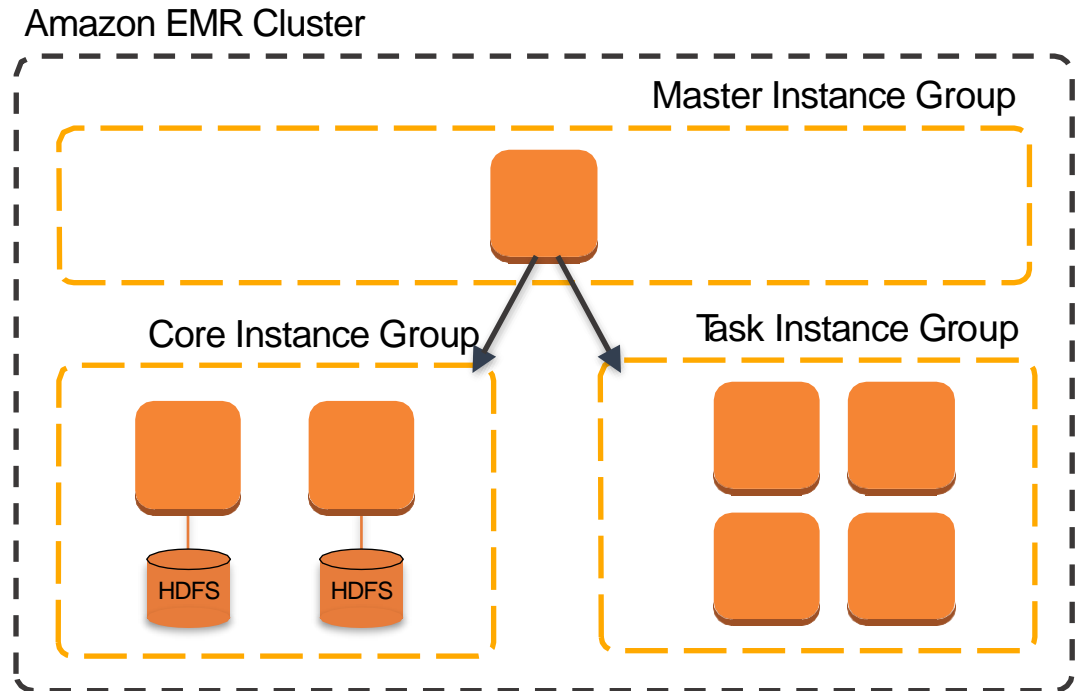 Amazon EMR Cluster
Master Instance Group
Core Instance Group
Task Instance Group
HDFS
HDFS